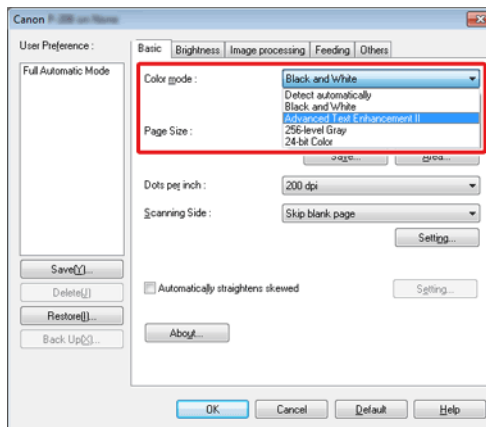 Canon
User Preference :
Full Automatic Mode
Save(Y)...
Delete(J)
Restore(I)...
Back Up(X)...
Basic Brightness Image processing Feeding Others
Color mode : Black and White
Detect automatically
Black and White
Advanced Text Enhancement II
256-level Gray
24-bit Color
Page Size :
Save... Area...
Dots per inch : 200 dpi
Scanning Side : Skip blank page
Setting...
Automatically straightens skewed Setting...
About...
OK Cancel Default Help